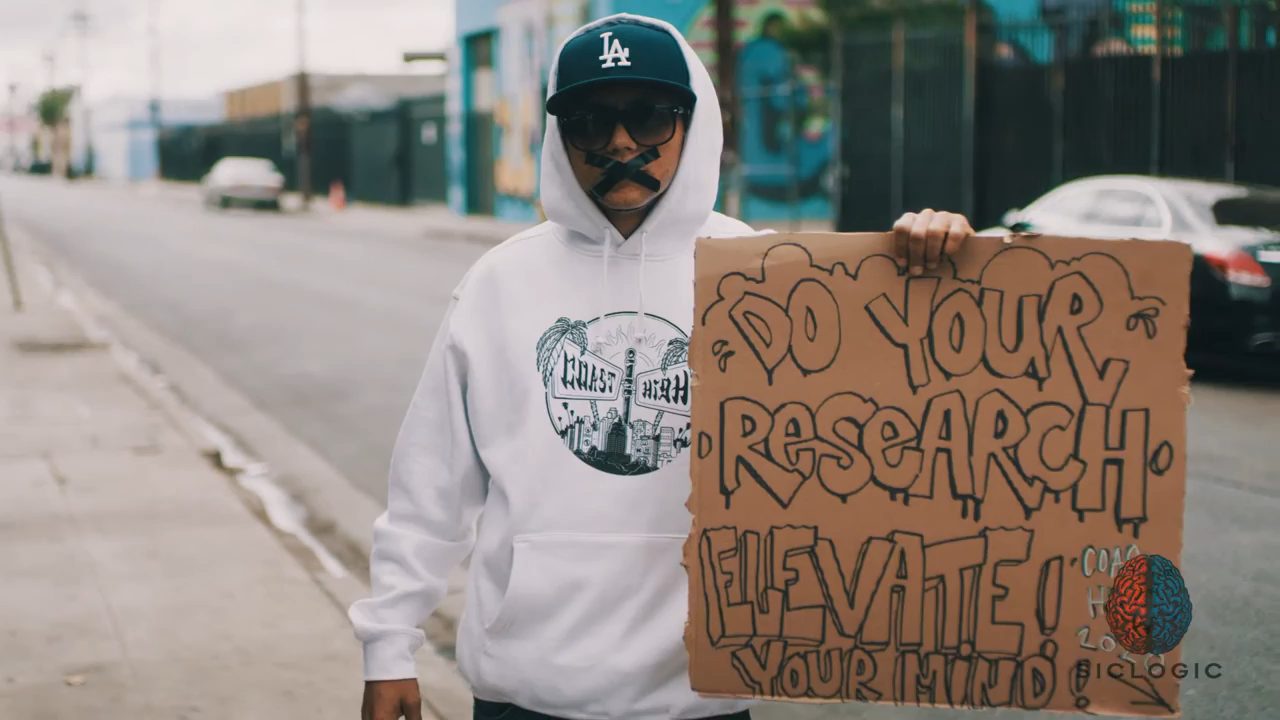 LA
COAST HIGH
DO YOUR
RESEARCH
ELEVATE!
YOUR MIND!
SICLOGIC